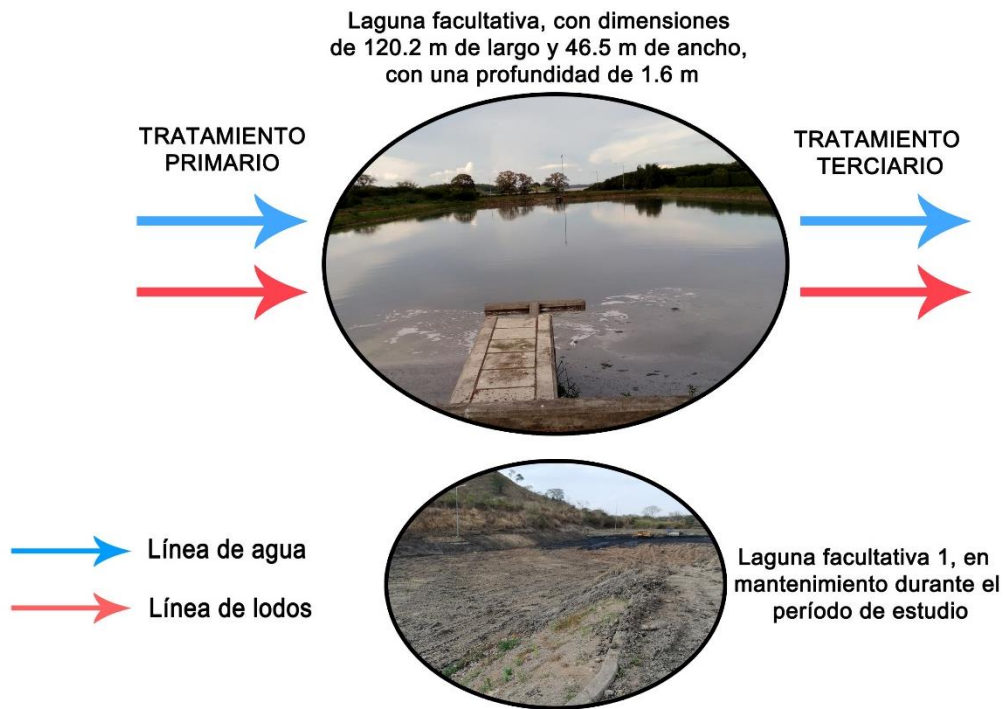 Laguna facultativa, con dimensiones
de 120.2 m de largo y 46.5 m de ancho,
con una profundidad de 1.6 m
TRATAMIENTO
PRIMARIO
TRATAMIENTO
TERCIARIO
Línea de agua
Línea de lodos
Laguna facultativa 1, en
mantenimiento durante el
período de estudio